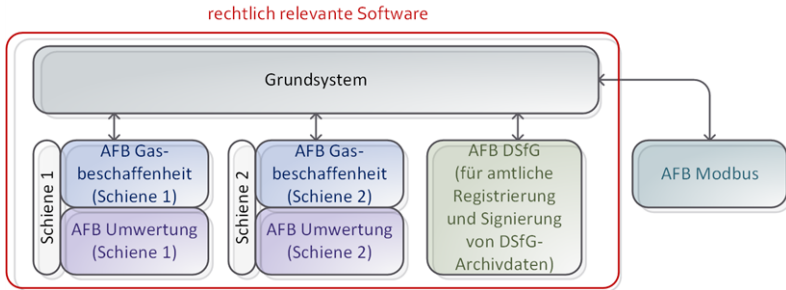 rechtlich relevante Software
Grundsystem
Schiene 1
AFB Gas-
beschaffenheit
(Schiene 1)
AFB Umwertung
(Schiene 1)
Schiene 2
AFB Gas-
beschaffenheit
(Schiene 2)
AFB Umwertung
(Schiene 2)
AFB DSfG
(für amtliche
Registrierung
und Signierung
von DSfG-
Archivdaten)
AFB Modbus